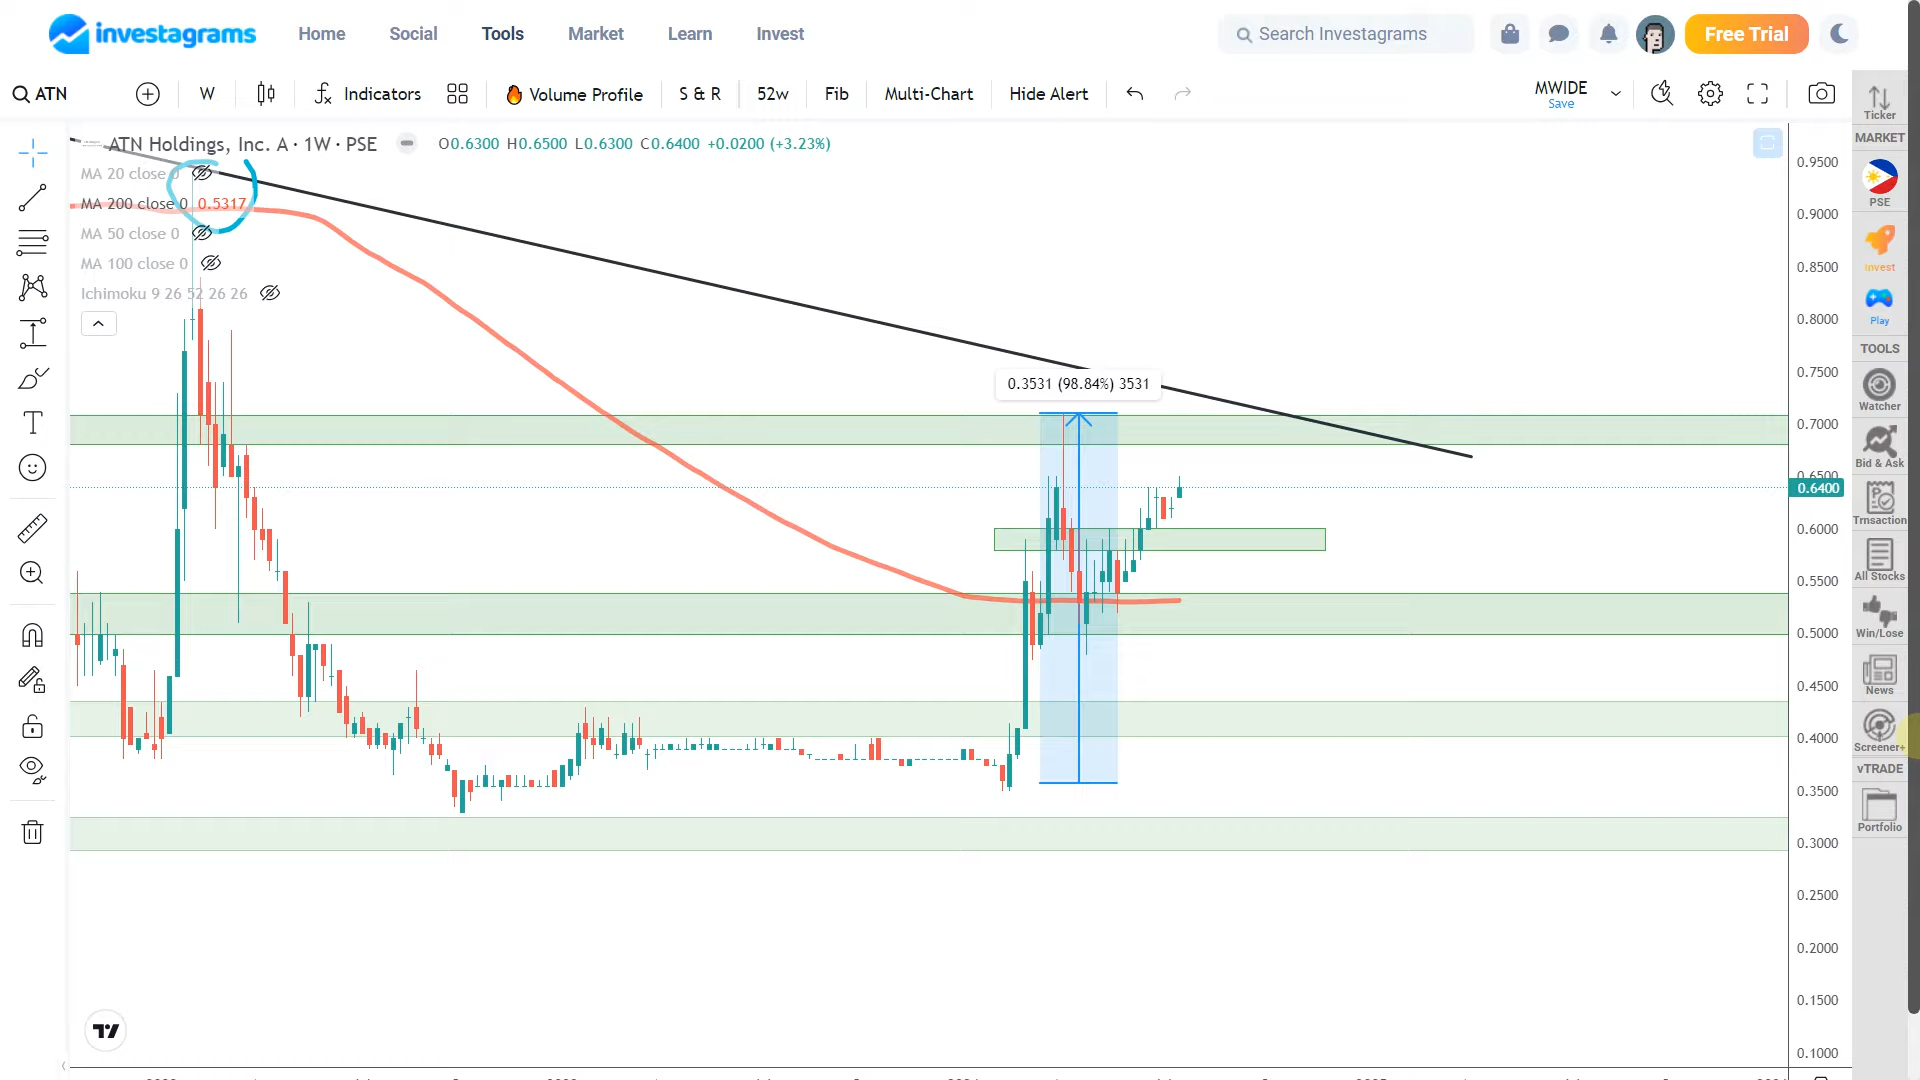 investagrams
Home
Social
Tools
Market
Learn
Invest
Search Investagrams
Free Trial
ATN
W
Indicators
Volume Profile
S & R
52w
Fib
Multi-Chart
Hide Alert
MWIDE
Save
ATN Holdings, Inc. A · 1W · PSE
O0.6300 H0.6500 L0.6300 C0.6400 +0.0200 (+3.23%)
MA 20 close 0
MA 200 close 0 0.5317
MA 50 close 0
MA 100 close 0
Ichimoku 9 26 52 26 26
0.3531 (98.84%) 3531
0.9500
0.9000
0.8500
0.8000
0.7500
0.7000
0.6400
0.6000
0.5500
0.5000
0.4500
0.4000
0.3500
0.3000
0.2500
0.2000
0.1500
0.1000
Ticker
MARKET
PSE
Invest
Play
TOOLS
Watcher
Bid & Ask
Trnsaction
All Stocks
Win/Lose
News
Screener+
vTRADE
Portfolio